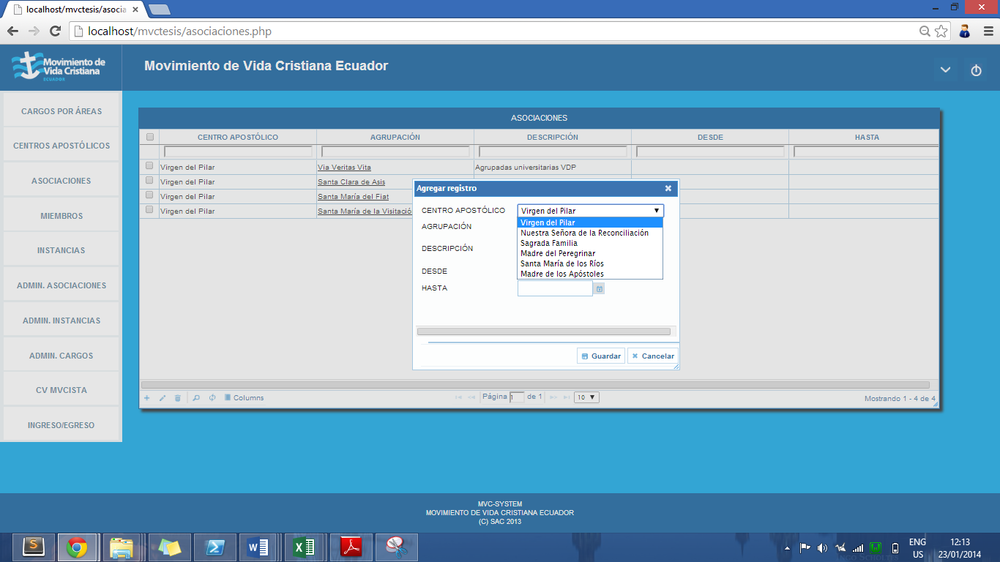 localhost/mvctesis/asocia
localhost/mvctesis/asociaciones.php
Movimiento de
Vida Cristiana
ECUADOR
Movimiento de Vida Cristiana Ecuador
CARGOS POR ÁREAS
CENTROS APOSTÓLICOS
ASOCIACIONES
MIEMBROS
INSTANCIAS
ADMIN. ASOCIACIONES
ADMIN. INSTANCIAS
ADMIN. CARGOS
CV MVCISTA
INGRESO/EGRESO
ASOCIACIONES
CENTRO APOSTÓLICO AGRUPACIÓN DESCRIPCIÓN DESDE HASTA
Virgen del Pilar Via Veritas Vita Agrupadas universitarias VDP
Virgen del Pilar Santa Clara de Asis
Virgen del Pilar Santa María del Fiat
Virgen del Pilar Santa María de la Visitació
Agregar registro
CENTRO APOSTÓLICO Virgen del Pilar
Virgen del Pilar
Nuestra Señora de la Reconciliación
Sagrada Familia
Madre del Peregrinar
Santa María de los Ríos
Madre de los Apóstoles
AGRUPACIÓN
DESCRIPCIÓN
DESDE
HASTA
Guardar Cancelar
Columns Página 1 de 1 10 Mostrando 1 - 4 de 4
MVC-SYSTEM
MOVIMIENTO DE VIDA CRISTIANA ECUADOR
(C) SAC 2013
ENG 12:13
US 23/01/2014